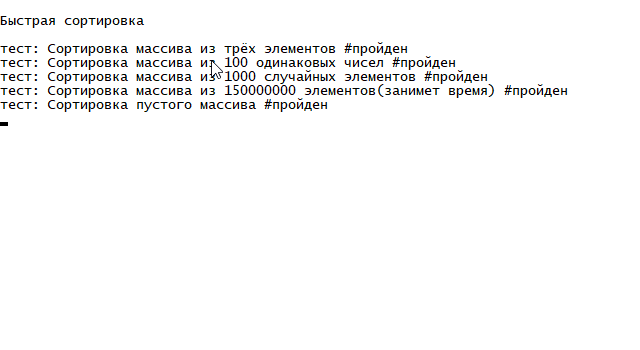 Быстрая сортировка
тест: Сортировка массива из трёх элементов #пройден
тест: Сортировка массива из 100 одинаковых чисел #пройден
тест: Сортировка массива из 1000 случайных элементов #пройден
тест: Сортировка массива из 150000000 элементов(занимет время) #пройден
тест: Сортировка пустого массива #пройден